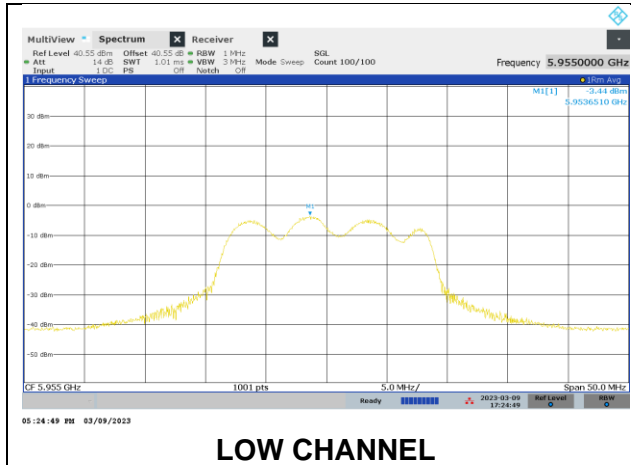 MultiView Spectrum X Receiver X
Ref Level 40.55 dBm Offset 40.55 dB RBW 1 MHz SGL
Att 14 dB SWT 1.01 ms VBW 3 MHz Mode Sweep Count 100/100 Frequency 5.9550000 GHz
Input 1 DC PS Off Notch Off
1 Frequency Sweep 1Rm Avg
M1[1] -3.44 dBm
5.9536510 GHz
30 dBm
20 dBm
10 dBm
0 dBm
M1
-10 dBm
-20 dBm
-30 dBm
-40 dBm
-50 dBm
CF 5.955 GHz 1001 pts 5.0 MHz/ Span 50.0 MHz
Ready 2023-03-09 Ref Level RBW
17:24:49
05:24:49 PM 03/09/2023
LOW CHANNEL